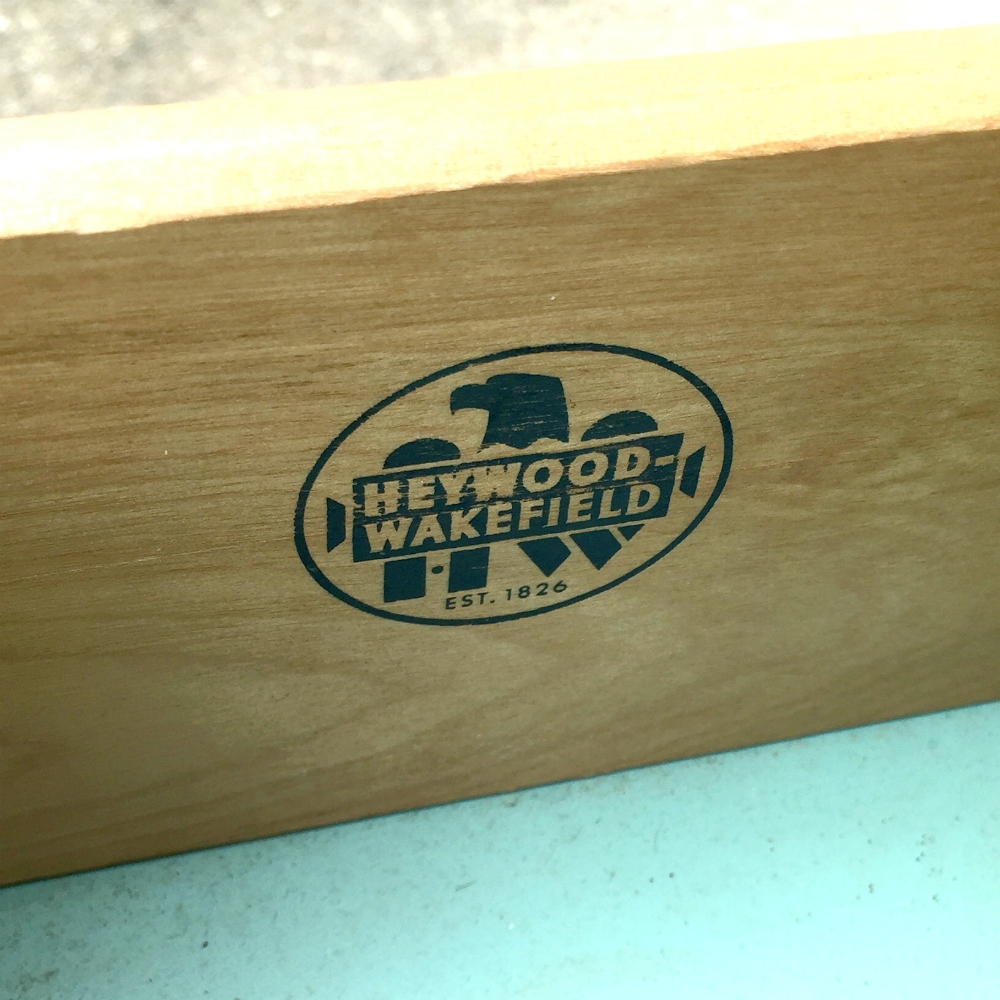 HEYWOOD-
WAKEFIELD
H·W
EST. 1826